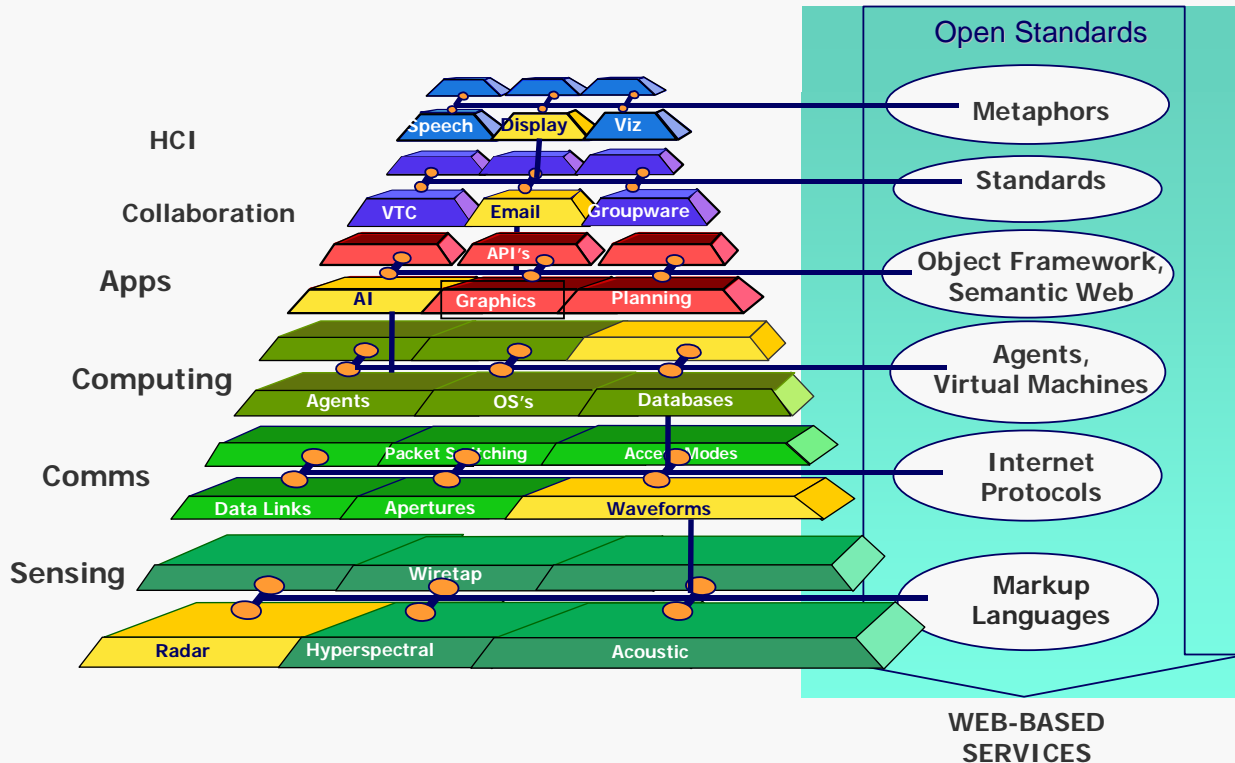 Open Standards
Metaphors
HCI
Speech
Display
Viz
Standards
Collaboration
VTC
Email
Groupware
API's
Apps
Object Framework,
Semantic Web
AI
Graphics
Planning
Computing
Agents,
Virtual Machines
Agents
OS's
Databases
Packet Switching
Access Modes
Comms
Internet
Protocols
Data Links
Apertures
Waveforms
Sensing
Wiretap
Markup
Languages
Radar
Hyperspectral
Acoustic
WEB-BASED
SERVICES